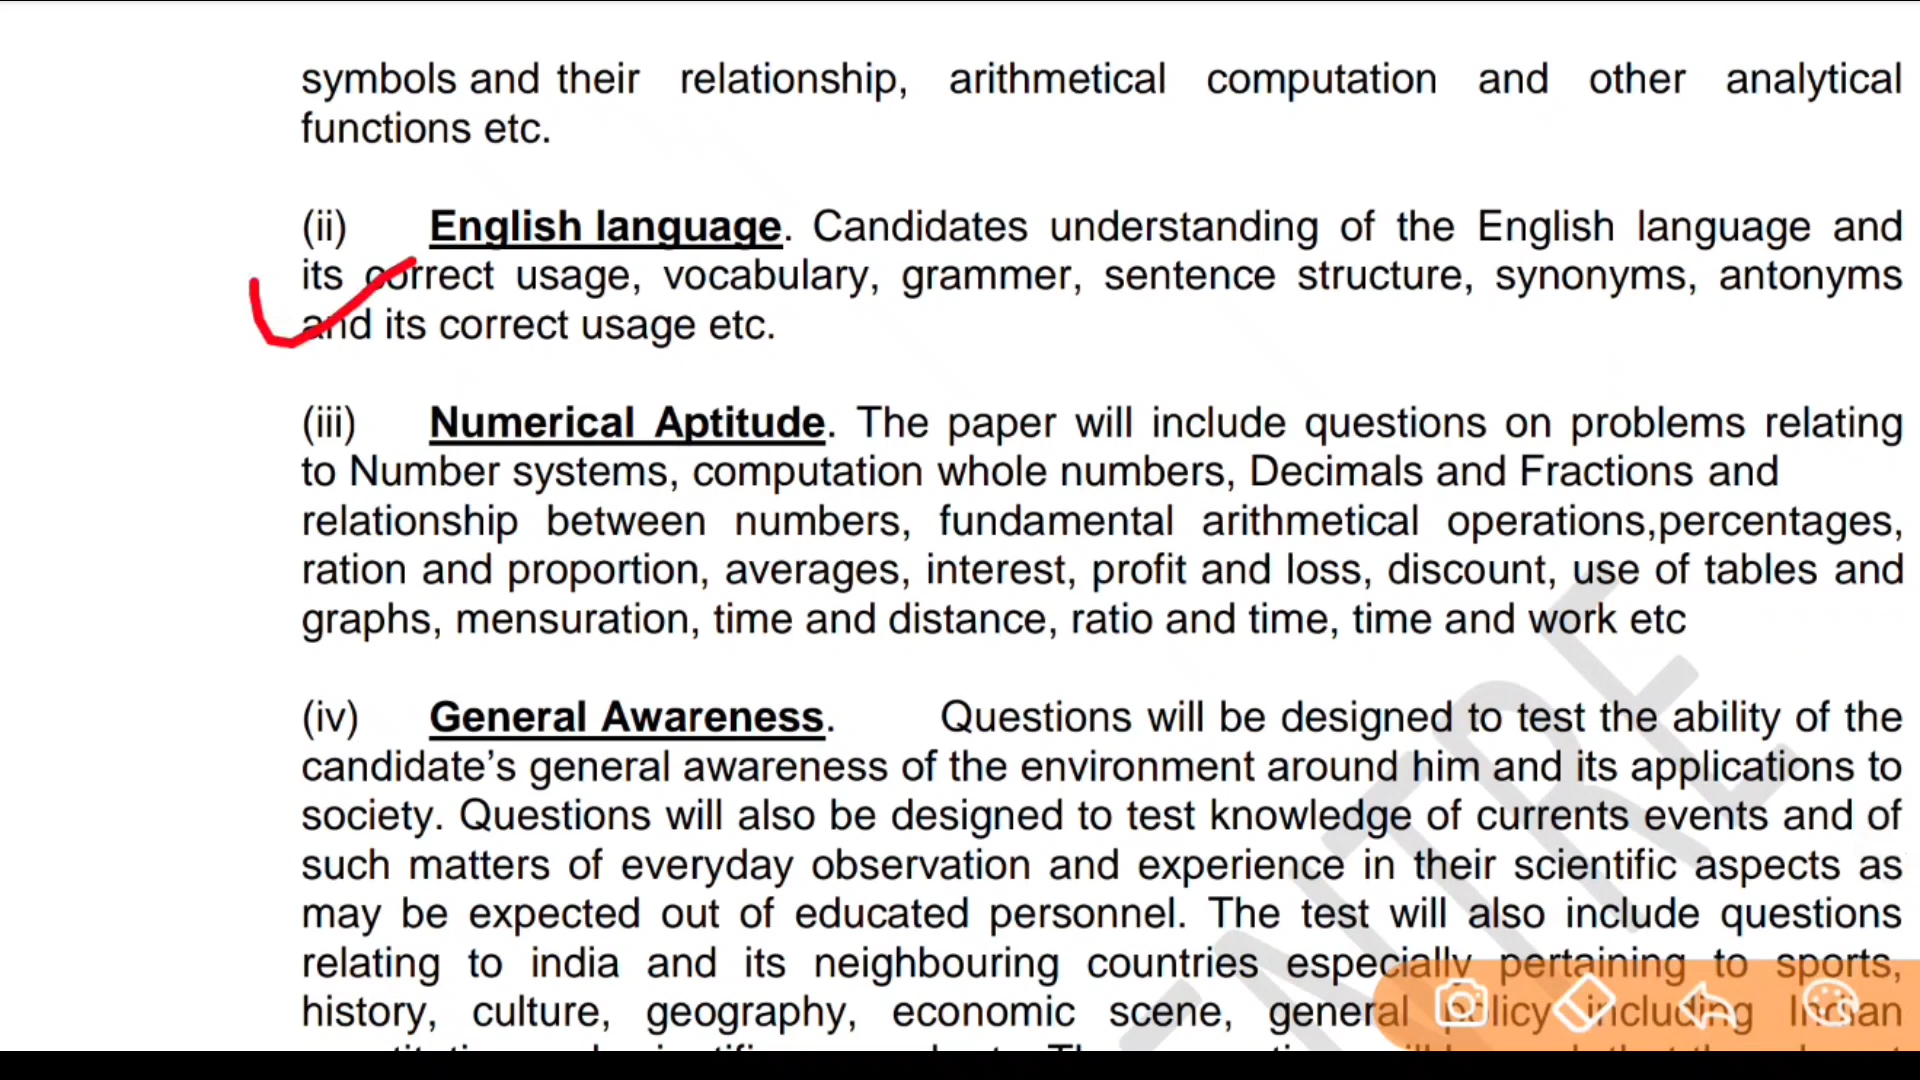 symbols and their relationship, arithmetical computation and other analytical
functions etc.
(ii) English language. Candidates understanding of the English language and
its correct usage, vocabulary, grammer, sentence structure, synonyms, antonyms
and its correct usage etc.
(iii) Numerical Aptitude. The paper will include questions on problems relating
to Number systems, computation whole numbers, Decimals and Fractions and
relationship between numbers, fundamental arithmetical operations,percentages,
ration and proportion, averages, interest, profit and loss, discount, use of tables and
graphs, mensuration, time and distance, ratio and time, time and work etc
(iv) General Awareness. Questions will be designed to test the ability of the
candidate’s general awareness of the environment around him and its applications to
society. Questions will also be designed to test knowledge of currents events and of
such matters of everyday observation and experience in their scientific aspects as
may be expected out of educated personnel. The test will also include questions
relating to india and its neighbouring countries especially pertaining to sports,
history, culture, geography, economic scene, general policy including Indian